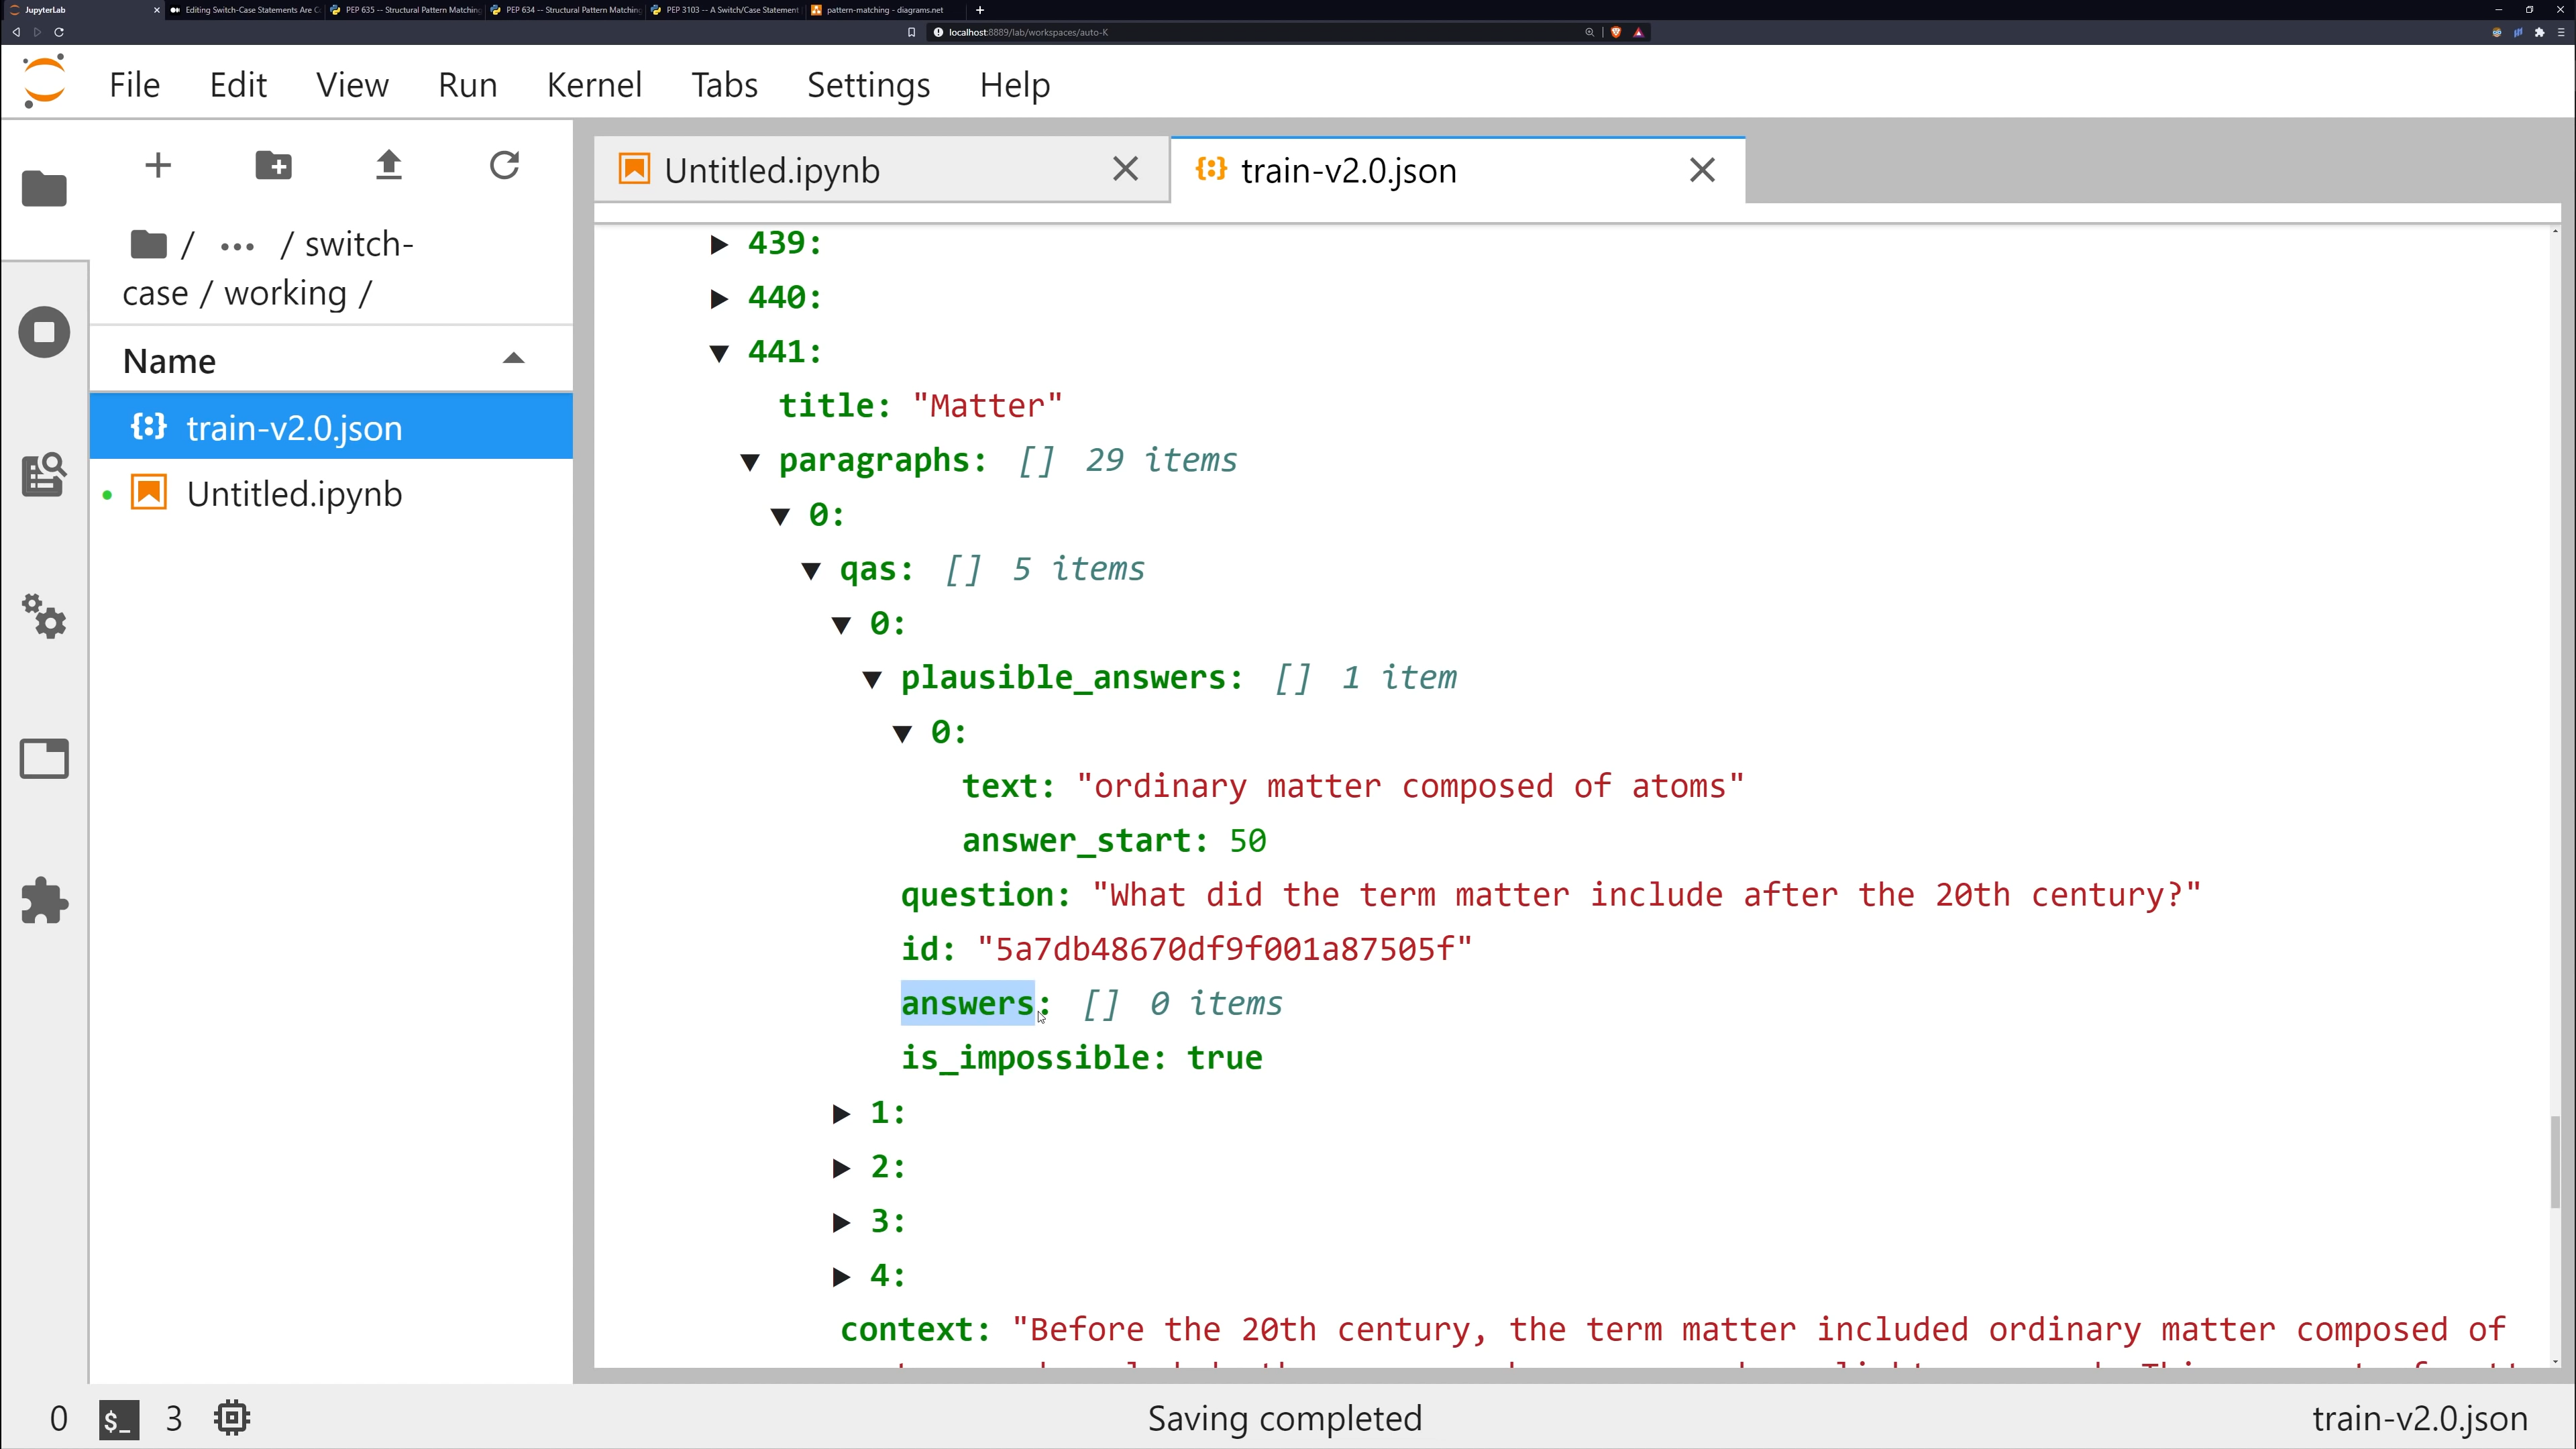 JupyterLab
Editing Switch-Case Statements Are C
PEP 635 -- Structural Pattern Matching
PEP 634 -- Structural Pattern Matching
PEP 3103 -- A Switch/Case Statement
pattern-matching - diagrams.net
localhost:8889/lab/workspaces/auto-K
File Edit View Run Kernel Tabs Settings Help
/ ... / switch-
case / working /
Name
train-v2.0.json
Untitled.ipynb
Untitled.ipynb
train-v2.0.json
439:
440:
441:
title: "Matter"
paragraphs: [] 29 items
0:
qas: [] 5 items
0:
plausible_answers: [] 1 item
0:
text: "ordinary matter composed of atoms"
answer_start: 50
question: "What did the term matter include after the 20th century?"
id: "5a7db48670df9f001a87505f"
answers: [] 0 items
is_impossible: true
1:
2:
3:
4:
context: "Before the 20th century, the term matter included ordinary matter composed of
0 $_ 3
Saving completed
train-v2.0.json